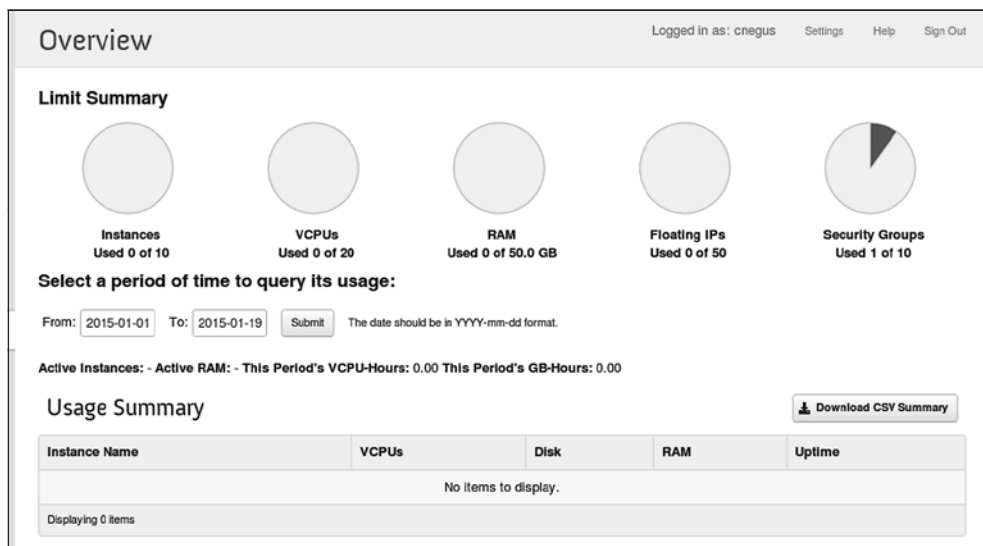 Overview
Logged in as: cnegus Settings Help Sign Out
Limit Summary
Instances VCPUs RAM Floating IPs Security Groups
Used 0 of 10 Used 0 of 20 Used 0 of 50.0 GB Used 0 of 50 Used 1 of 10
Select a period of time to query its usage:
From: 2015-01-01 To: 2015-01-19 Submit The date should be in YYYY-mm-dd format.
Active Instances: - Active RAM: - This Period's VCPU-Hours: 0.00 This Period's GB-Hours: 0.00
Usage Summary
Download CSV Summary
Instance Name VCPUs Disk RAM Uptime
No items to display.
Displaying 0 items